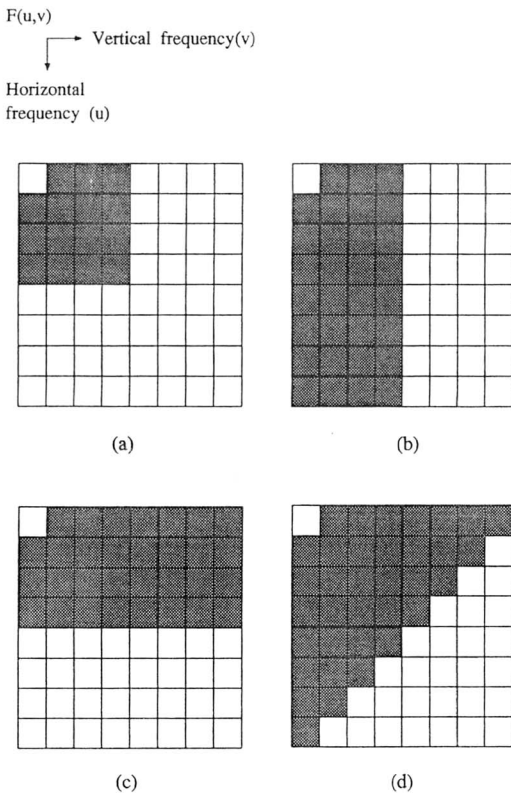 F(u,v)
Vertical frequency(v)
Horizontal
frequency (u)
(a)
(b)
(c)
(d)